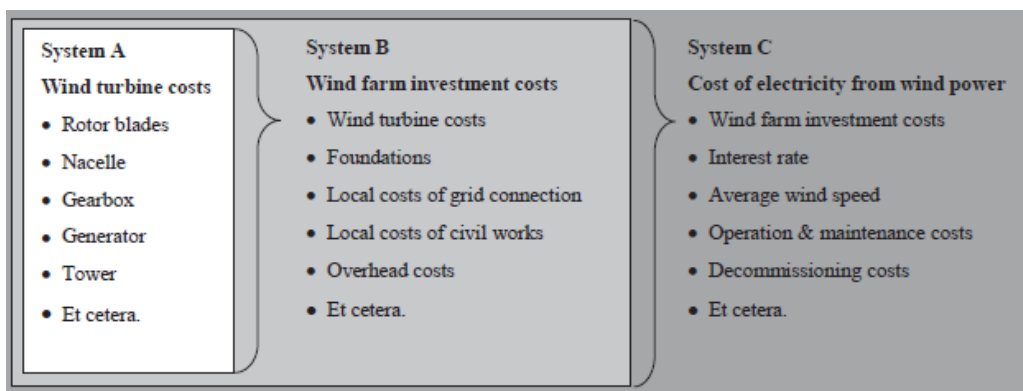 System A
Wind turbine costs
• Rotor blades
• Nacelle
• Gearbox
• Generator
• Tower
• Et cetera.
System B
Wind farm investment costs
• Wind turbine costs
• Foundations
• Local costs of grid connection
• Local costs of civil works
• Overhead costs
• Et cetera.
System C
Cost of electricity from wind power
• Wind farm investment costs
• Interest rate
• Average wind speed
• Operation & maintenance costs
• Decommissioning costs
• Et cetera.